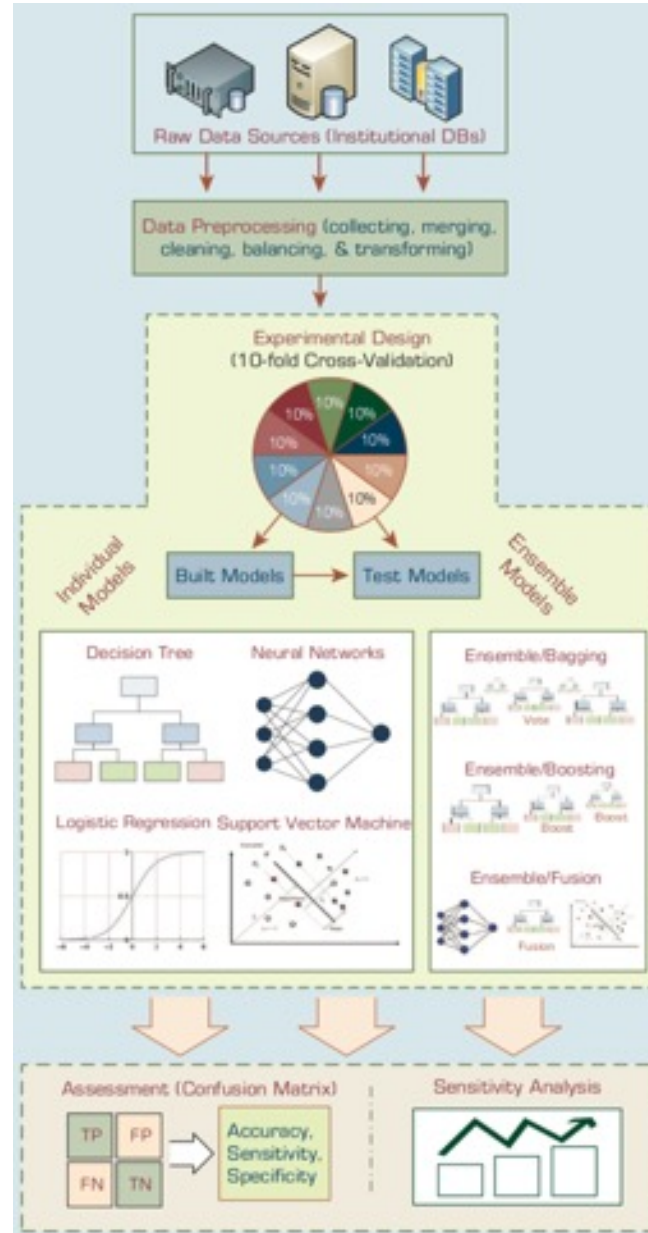 Raw Data Sources (Institutional DBs)
Data Preprocessing (collecting, merging,
cleaning, balancing, & transforming)
Experimental Design
(10-fold Cross-Validation)
10%
10%
10%
10%
10%
10%
10%
10%
10%
10%
Individual
Models
Built Models
Test Models
Ensemble
Models
Decision Tree
Neural Networks
Logistic Regression
Support Vector Machine
Ensemble/Bagging
Vote
Ensemble/Boosting
Boost
Boost
Ensemble/Fusion
Fusion
Assessment (Confusion Matrix)
TP
FP
FN
TN
Accuracy,
Sensitivity,
Specificity
Sensitivity Analysis